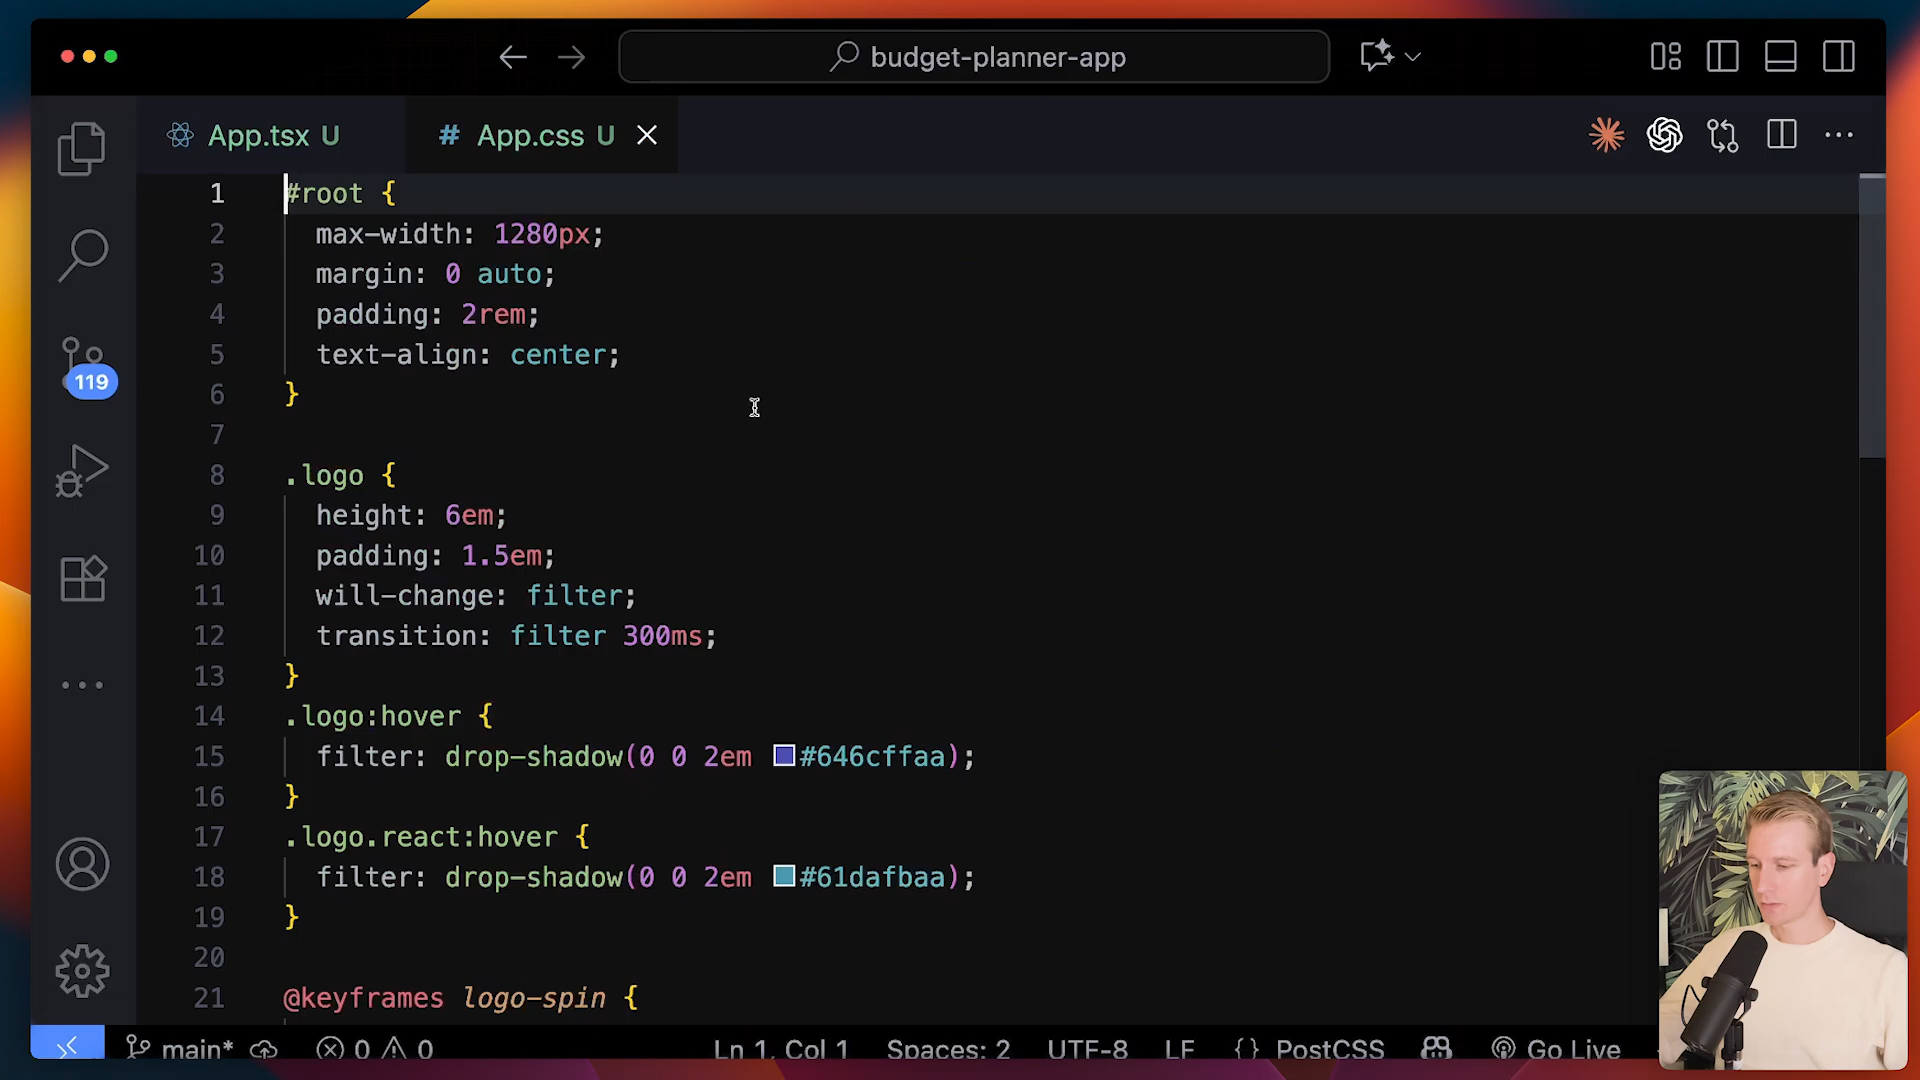 budget-planner-app
App.tsx U
# App.css U
1 #root {
2 max-width: 1280px;
3 margin: 0 auto;
4 padding: 2rem;
5 text-align: center;
6 }
7
8 .logo {
9 height: 6em;
10 padding: 1.5em;
11 will-change: filter;
12 transition: filter 300ms;
13 }
14 .logo:hover {
15 filter: drop-shadow(0 0 2em #646cffaa);
16 }
17 .logo.react:hover {
18 filter: drop-shadow(0 0 2em #61dafbaa);
19 }
20
21 @keyframes logo-spin {
119
main* 0 0 Ln 1, Col 1 Spaces: 2 UTF-8 LF {} PostCSS Go Live